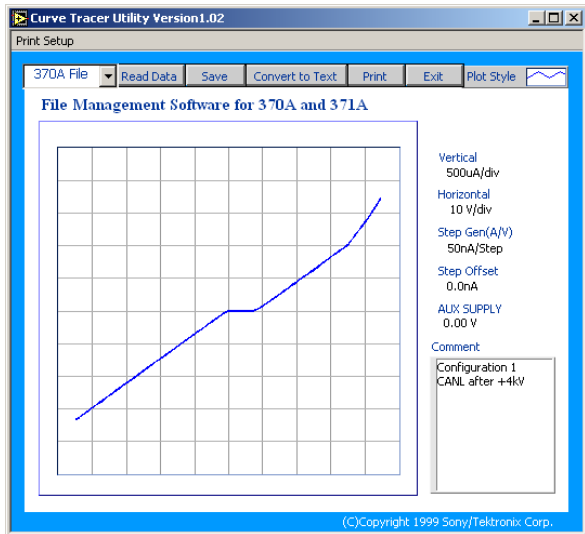 Curve Tracer Utility Version1.02
Print Setup
370A File Read Data Save Convert to Text Print Exit Plot Style
File Management Software for 370A and 371A
Vertical
500uA/div
Horizontal
10 V/div
Step Gen(A/V)
50nA/Step
Step Offset
0.0nA
AUX SUPPLY
0.00 V
Comment
Configuration 1
CANL after +4kV
(C)Copyright 1999 Sony/Tektronix Corp.